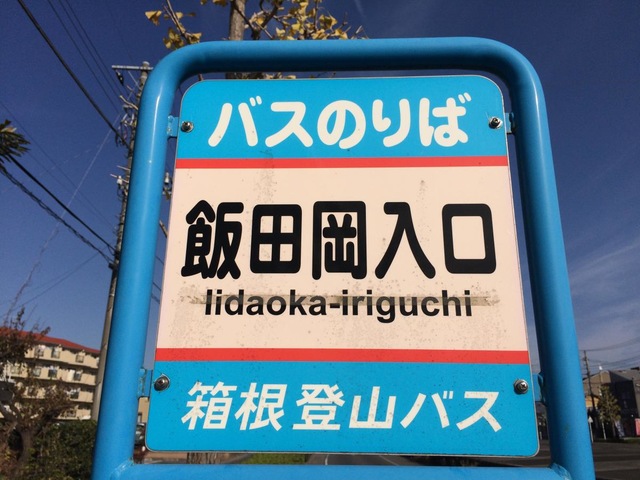 バスのりば
飯田岡入口
Iidaoka-iriguchi
箱根登山バス